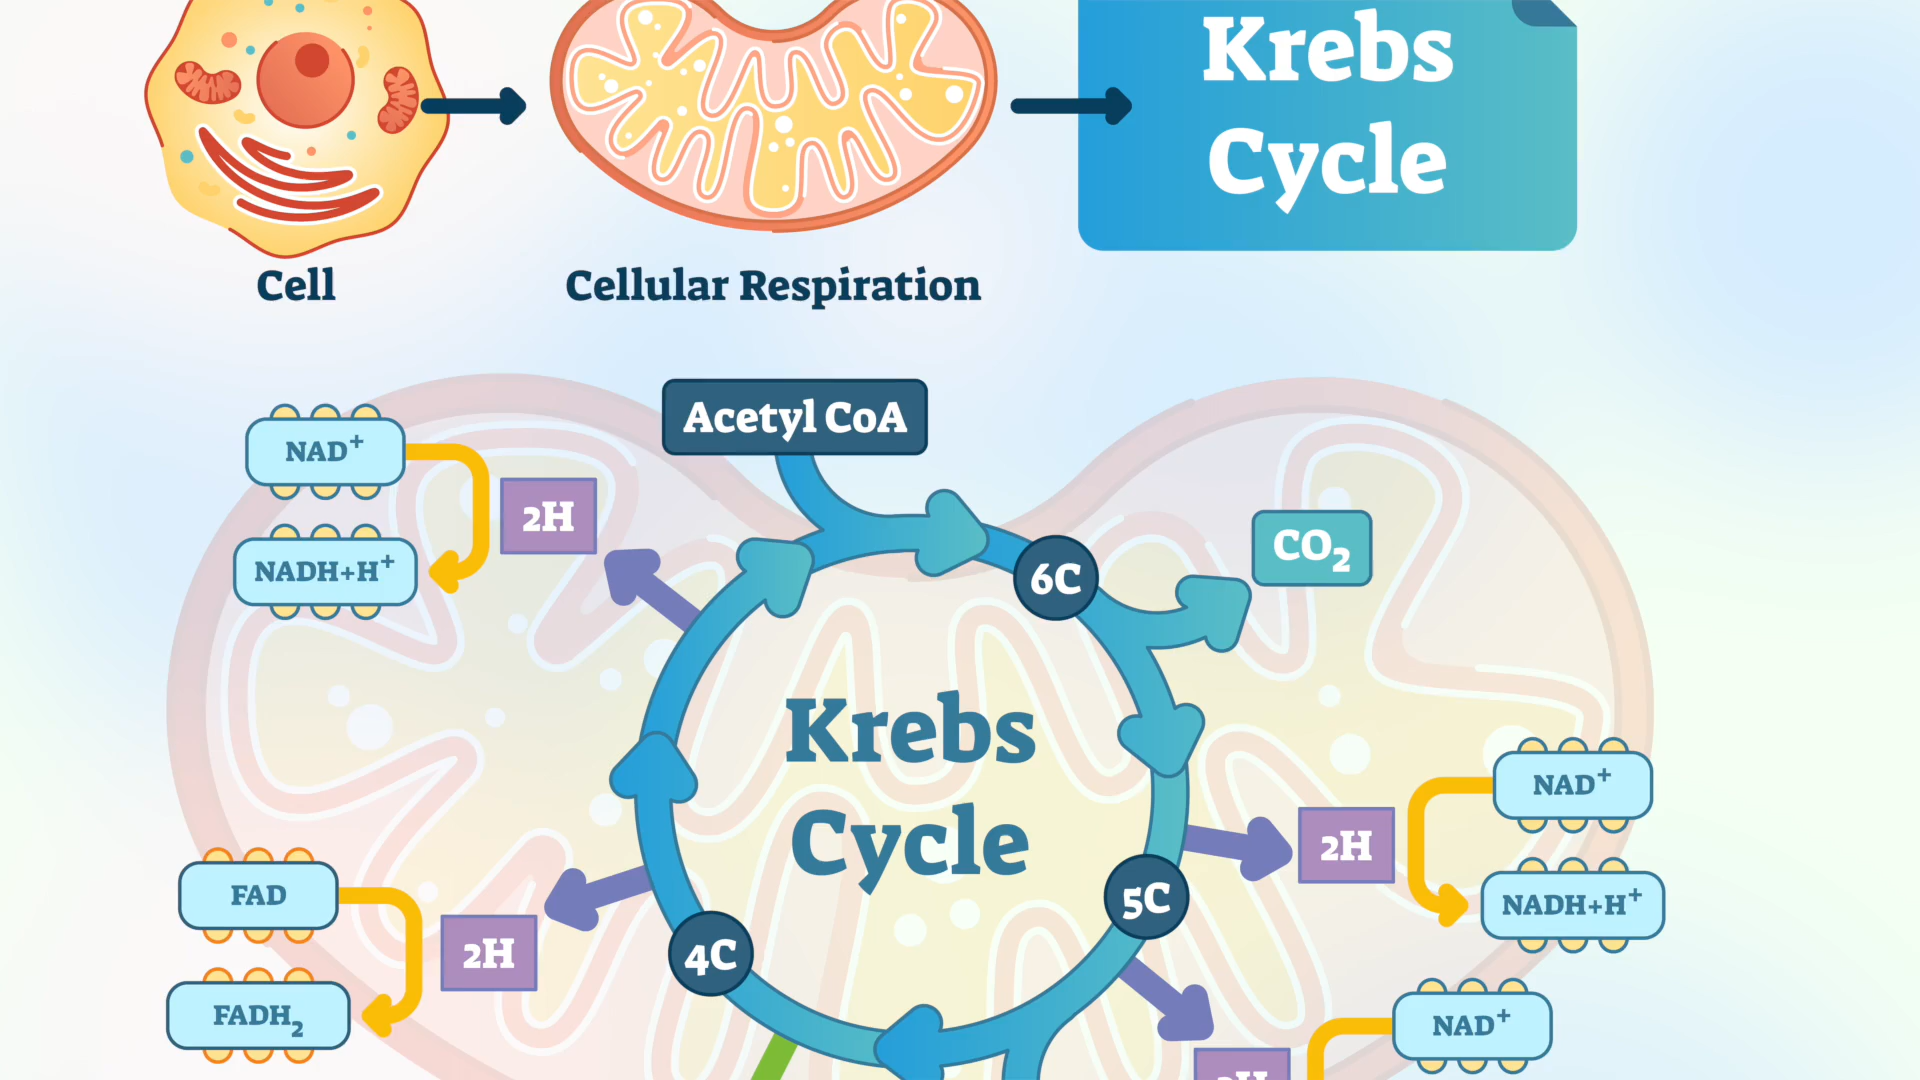 Krebs
Cycle
Cell
Cellular Respiration
Acetyl CoA
NAD⁺
2H
NADH+H⁺
CO₂
6C
Krebs
Cycle
NAD⁺
2H
NADH+H⁺
5C
FAD
2H
4C
FADH₂
NAD⁺
2H